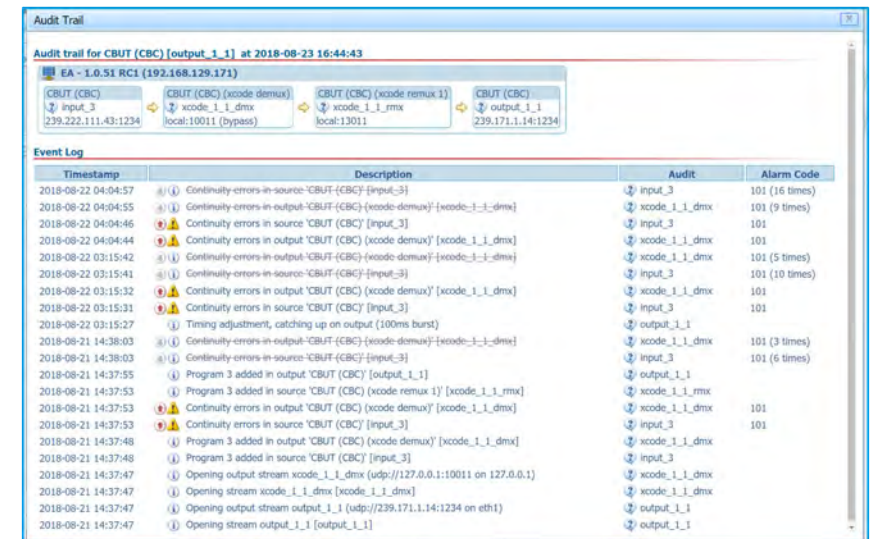 Audit Trail
Audit trail for CBUT (CBC) [output_1_1] at 2018-08-23 16:44:43
EA - 1.0.51 RC1 (192.168.129.171)
CBUT (CBC) CBUT (CBC) (xcode demux) CBUT (CBC) (xcode remux 1) CBUT (CBC)
input_3 xcode_1_1_dmx xcode_1_1_rmx output_1_1
239.222.111.43:1234 local:10011 (bypass) local:13011 239.171.1.14:1234
Event Log
Timestamp Description Audit Alarm Code
2018-08-22 04:04:57 Continuity errors in source 'CBUT (CBC)' [input_3] input_3 101 (16 times)
2018-08-22 04:04:55 Continuity errors in output 'CBUT (CBC) (xcode demux)' [xcode_1_1_dmx] xcode_1_1_dmx 101 (9 times)
2018-08-22 04:04:46 Continuity errors in source 'CBUT (CBC)' [input_3] input_3 101
2018-08-22 04:04:44 Continuity errors in output 'CBUT (CBC) (xcode demux)' [xcode_1_1_dmx] xcode_1_1_dmx 101
2018-08-22 03:15:42 Continuity errors in output 'CBUT (CBC) (xcode demux)' [xcode_1_1_dmx] xcode_1_1_dmx 101 (5 times)
2018-08-22 03:15:41 Continuity errors in source 'CBUT (CBC)' [input_3] input_3 101 (10 times)
2018-08-22 03:15:32 Continuity errors in output 'CBUT (CBC) (xcode demux)' [xcode_1_1_dmx] xcode_1_1_dmx 101
2018-08-22 03:15:31 Continuity errors in source 'CBUT (CBC)' [input_3] input_3 101
2018-08-22 03:15:27 Timing adjustment, catching up on output (100ms burst) output_1_1
2018-08-21 14:38:03 Continuity errors in output 'CBUT (CBC) (xcode demux)' [xcode_1_1_dmx] xcode_1_1_dmx 101 (3 times)
2018-08-21 14:38:03 Continuity errors in source 'CBUT (CBC)' [input_3] input_3 101 (6 times)
2018-08-21 14:37:55 Program 3 added in output 'CBUT (CBC)' [output_1_1] output_1_1
2018-08-21 14:37:53 Program 3 added in source 'CBUT (CBC) (xcode remux 1)' [xcode_1_1_rmx] xcode_1_1_rmx
2018-08-21 14:37:53 Continuity errors in output 'CBUT (CBC) (xcode demux)' [xcode_1_1_dmx] xcode_1_1_dmx 101
2018-08-21 14:37:53 Continuity errors in source 'CBUT (CBC)' [input_3] input_3 101
2018-08-21 14:37:48 Program 3 added in output 'CBUT (CBC) (xcode demux)' [xcode_1_1_dmx] xcode_1_1_dmx
2018-08-21 14:37:48 Program 3 added in source 'CBUT (CBC)' [input_3] input_3
2018-08-21 14:37:47 Opening output stream xcode_1_1_dmx (udp://127.0.0.1:10011 on 127.0.0.1) xcode_1_1_dmx
2018-08-21 14:37:47 Opening stream xcode_1_1_dmx [xcode_1_1_dmx] xcode_1_1_dmx
2018-08-21 14:37:47 Opening output stream output_1_1 (udp://239.171.1.14:1234 on eth1) output_1_1
2018-08-21 14:37:47 Opening stream output_1_1 [output_1_1] output_1_1